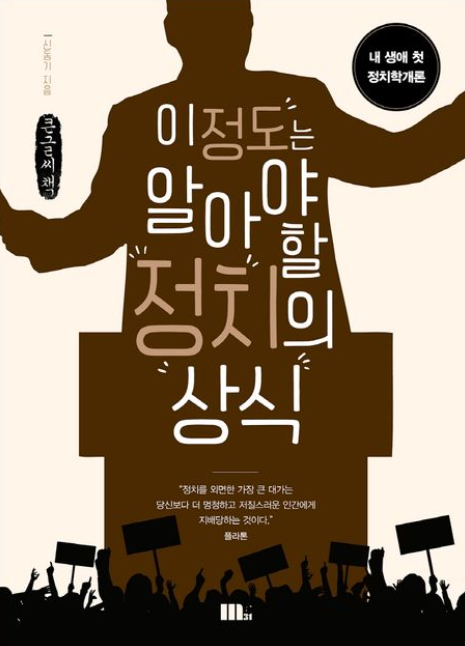 신동기 지음
큰글씨책
내 생애 첫
정치학개론
이 정도는
알아야
할
정치의
상식
"정치를 외면한 가장 큰 대가는
당신보다 더 멍청하고 저질스러운 인간에게
지배당하는 것이다."
플라톤
m
31